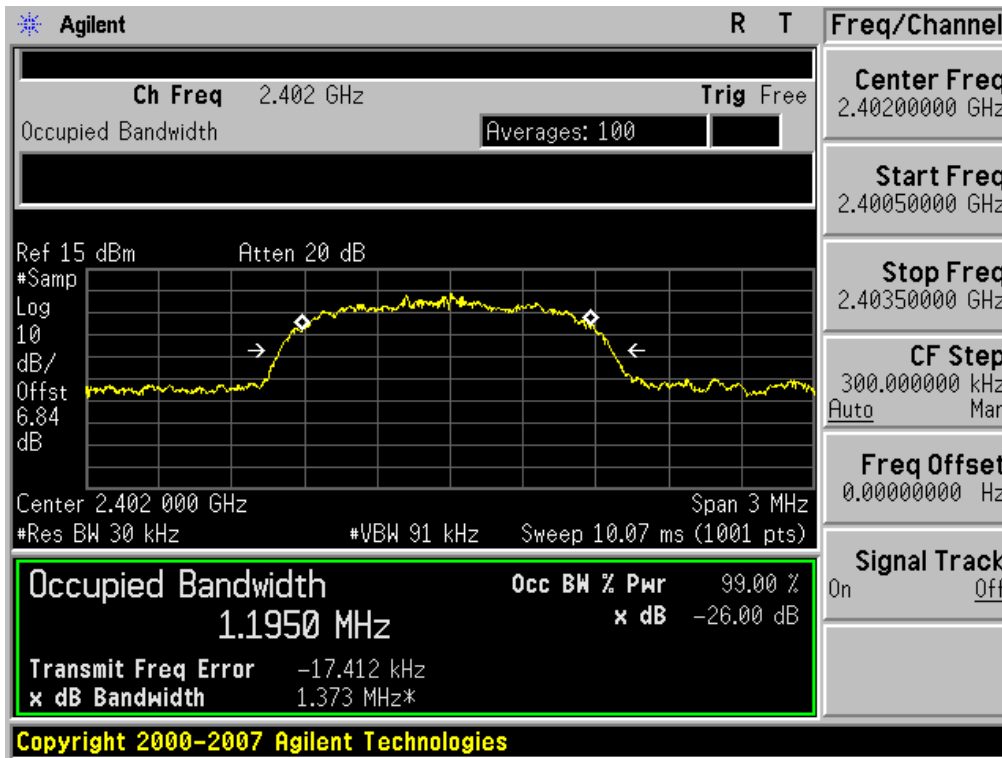 Agilent R T
Ch Freq 2.402 GHz Trig Free
Occupied Bandwidth Averages: 100
Ref 15 dBm Atten 20 dB
#Samp
Log
10
dB/
Offst
6.84
dB
Center 2.402 000 GHz Span 3 MHz
#Res BW 30 kHz #VBW 91 kHz Sweep 10.07 ms (1001 pts)
Occupied Bandwidth Occ BW % Pwr 99.00 %
1.1950 MHz x dB -26.00 dB
Transmit Freq Error -17.412 kHz
x dB Bandwidth 1.373 MHz*
Copyright 2000-2007 Agilent Technologies
Freq/Channel
Center Freq
2.40200000 GHz
Start Freq
2.40050000 GHz
Stop Freq
2.40350000 GHz
CF Step
300.000000 kHz
Auto Man
Freq Offset
0.00000000 Hz
Signal Track
On Off